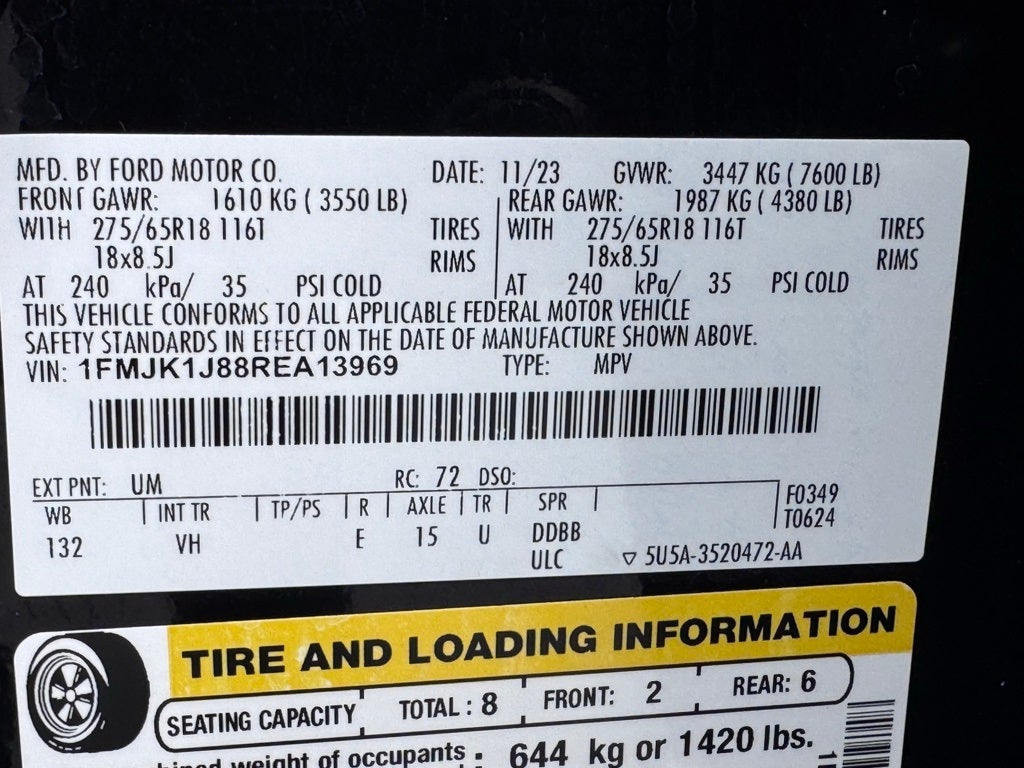 MFD. BY FORD MOTOR CO. DATE: 11/23 GVWR: 3447 KG ( 7600 LB)
FRONT GAWR: 1610 KG ( 3550 LB) REAR GAWR: 1987 KG ( 4380 LB)
WITH 275/65R18 116T TIRES WITH 275/65R18 116T TIRES
18x8.5J RIMS 18x8.5J RIMS
AT 240 kPa/ 35 PSI COLD AT 240 kPa/ 35 PSI COLD
THIS VEHICLE CONFORMS TO ALL APPLICABLE FEDERAL MOTOR VEHICLE
SAFETY STANDARDS IN EFFECT ON THE DATE OF MANUFACTURE SHOWN ABOVE.
VIN: 1FMJK1J88REA13969 TYPE: MPV
EXT PNT: UM RC: 72 DSO:
WB INT TR TP/PS R AXLE TR SPR F0349
T0624
132 VH E 15 U DDBB
ULC ▽ 5U5A-3520472-AA
TIRE AND LOADING INFORMATION
SEATING CAPACITY TOTAL : 8 FRONT: 2 REAR: 6
weight of occupants 644 kg or 1420 lbs.